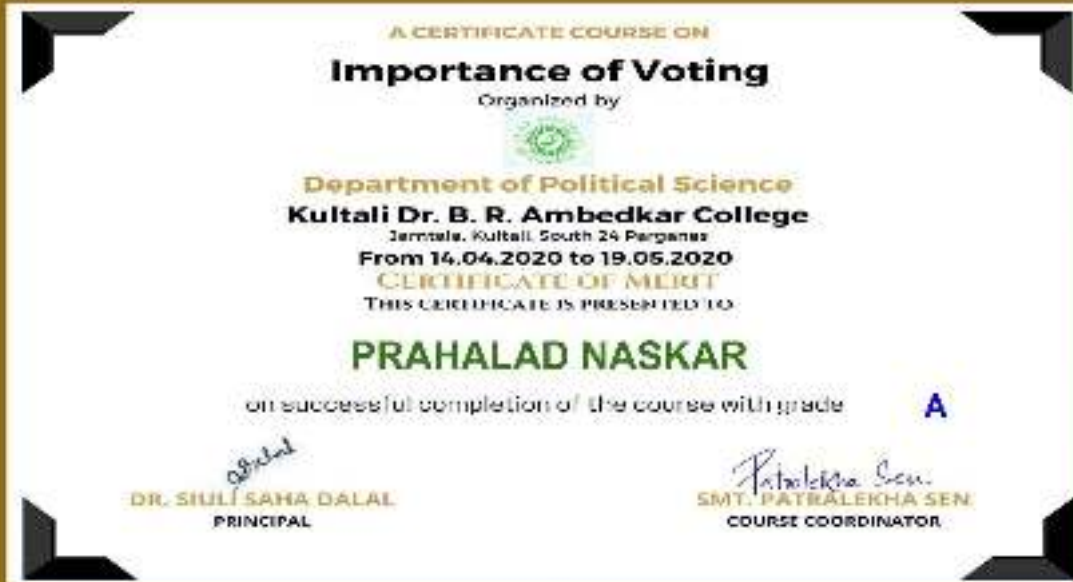 A CERTIFICATE COURSE ON
Importance of Voting
Organized by
Department of Political Science
Kultali Dr. B. R. Ambedkar College
Jamtala, Kultali, South 24 Parganas
From 14.04.2020 to 19.05.2020
CERTIFICATE OF MERIT
THIS CERTIFICATE IS PRESENTED TO
PRAHALAD NASKAR
on successful completion of the course with grade A
Patralekha Sen.
DR. SIULI SAHA DALAL
SMT. PATRALEKHA SEN
PRINCIPAL
COURSE COORDINATOR